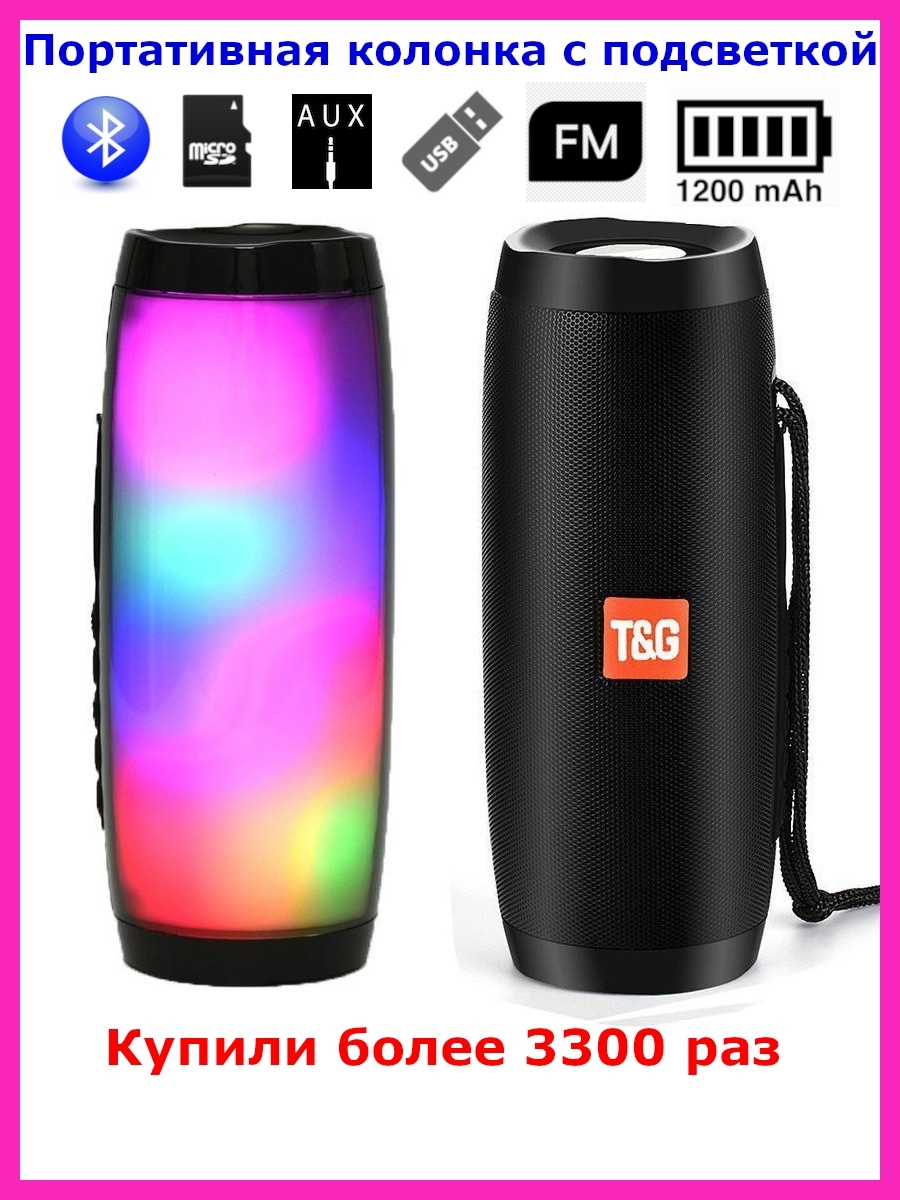 Портативная колонка с подсветкой
micro SD
AUX
USB
FM
1200 mAh
T&G
Купили более 3300 раз